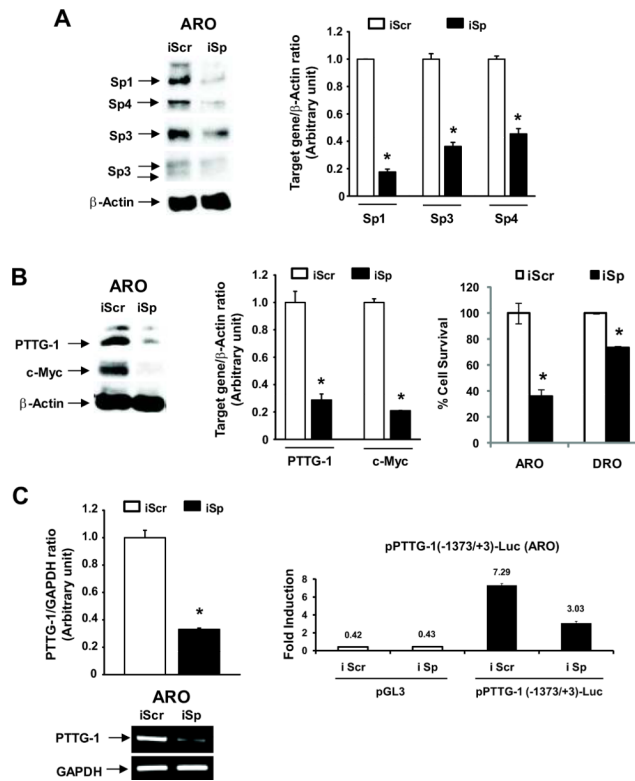 A
ARO
iScr iSp
Sp1
Sp4
Sp3
Sp3
β-Actin
iScr iSp
Target gene/β-Actin ratio
(Arbitrary unit)
1.2
1.0
0.8
0.6
0.4
0.2
0
* * *
Sp1 Sp3 Sp4
B
ARO
iScr iSp
PTTG-1
c-Myc
β-Actin
iScr iSp
Target gene/β-Actin ratio
(Arbitrary unit)
1.2
1.0
0.8
0.6
0.4
0.2
0
* *
PTTG-1 c-Myc
iScr iSp
% Cell Survival
120
100
80
60
40
20
0
* *
ARO DRO
C
iScr iSp
PTTG-1/GAPDH ratio
(Arbitrary unit)
1.2
1.0
0.8
0.6
0.4
0.2
0
*
ARO
iScr iSp
PTTG-1
GAPDH
pPTTG-1(-1373/+3)-Luc (ARO)
Fold Induction
8
6
4
2
0
0.42 0.43 7.29 3.03
i Scr i Sp i Scr i Sp
pGL3 pPTTG-1 (-1373/+3)-Luc